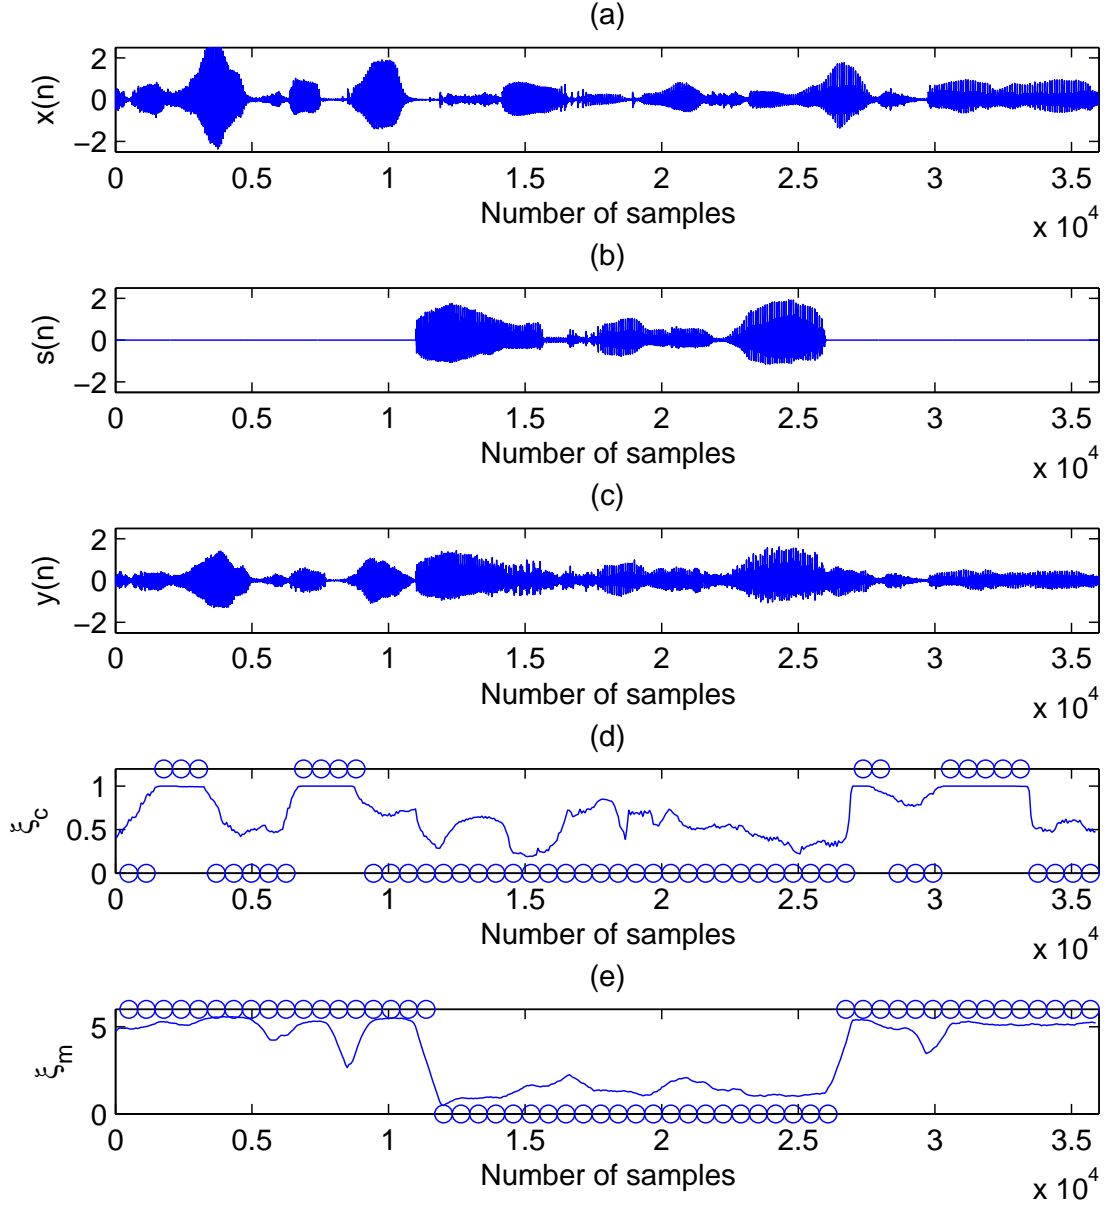 (a)
x(n)
2
0
−2
0 0.5 1 1.5 2 2.5 3 3.5
Number of samples
x 10^4
(b)
s(n)
2
0
−2
0 0.5 1 1.5 2 2.5 3 3.5
Number of samples
x 10^4
(c)
y(n)
2
0
−2
0 0.5 1 1.5 2 2.5 3 3.5
Number of samples
x 10^4
(d)
ξ_c
1
0.5
0
0 0.5 1 1.5 2 2.5 3 3.5
Number of samples
x 10^4
(e)
ξ_m
5
0
0 0.5 1 1.5 2 2.5 3 3.5
Number of samples
x 10^4